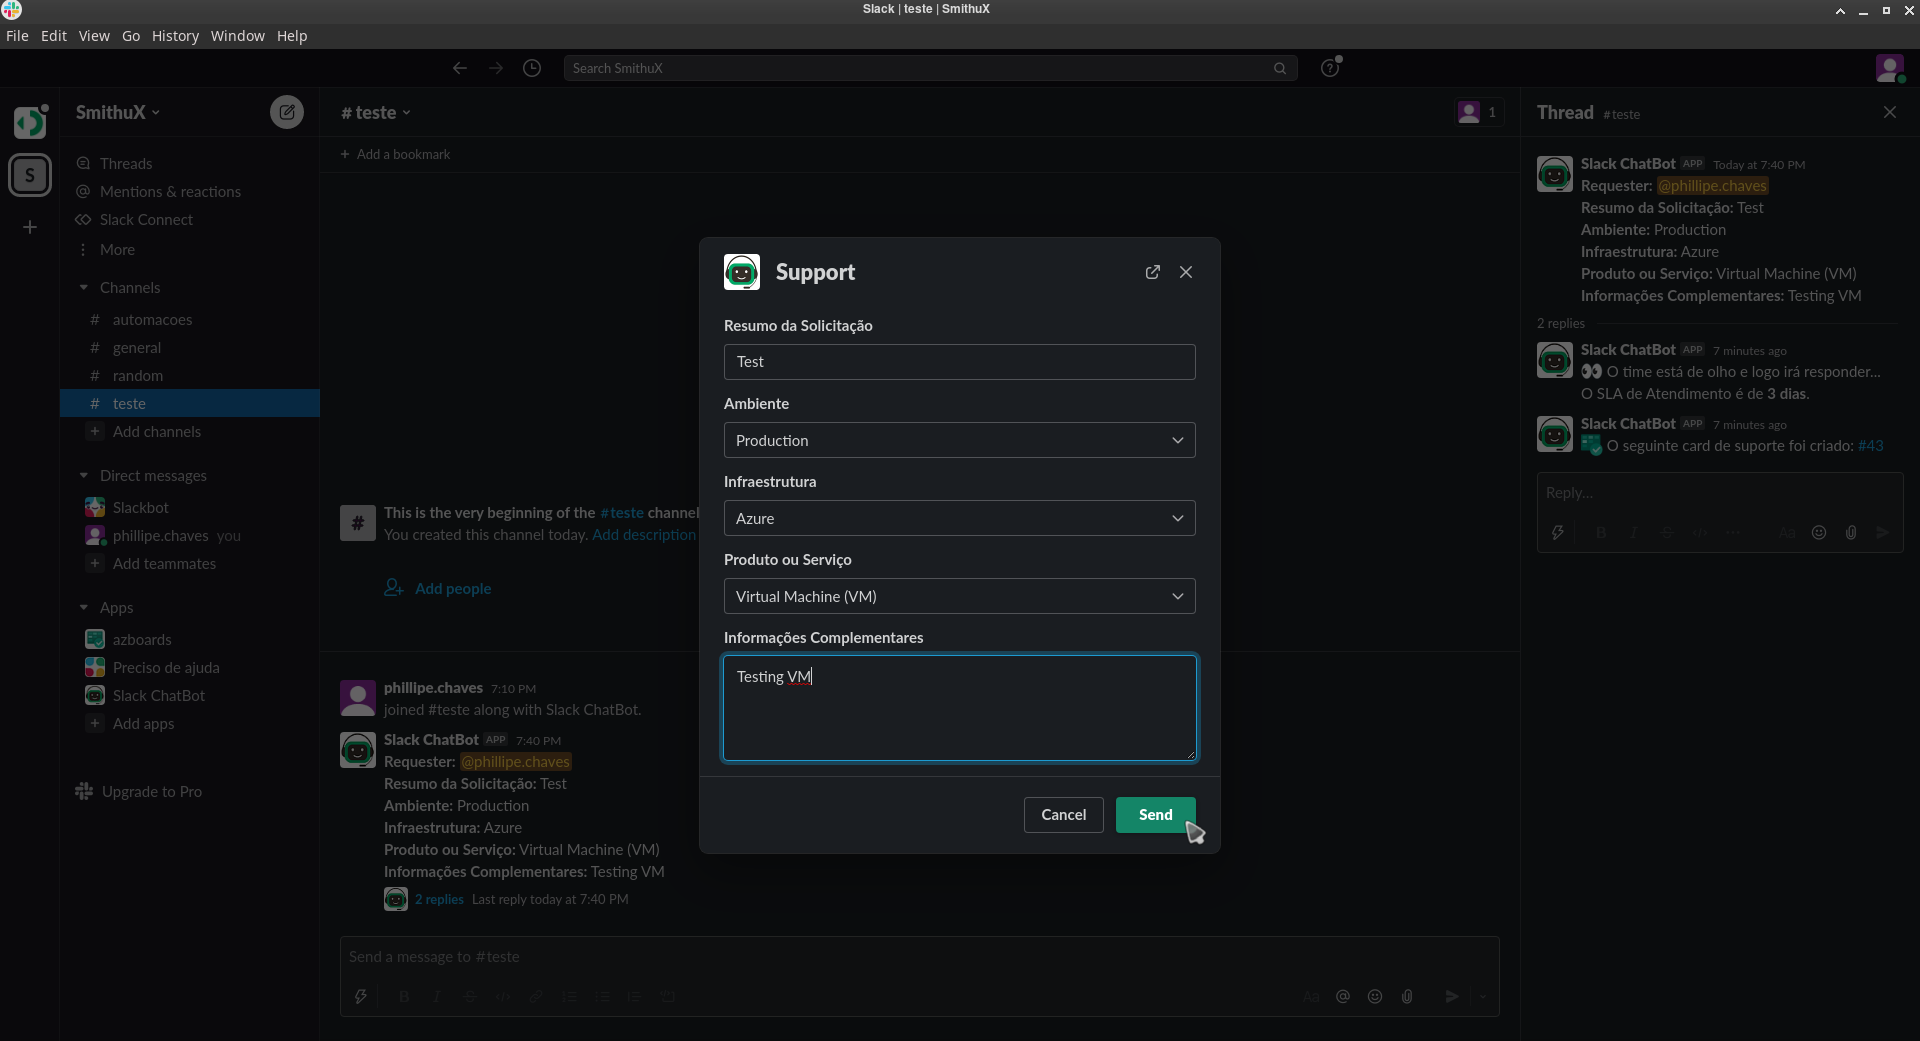 Slack | teste | SmithuX
File Edit View Go History Window Help
Search SmithuX
SmithuX
Threads
Mentions & reactions
Slack Connect
More
Channels
# automacoes
# general
# random
# teste
+ Add channels
Direct messages
Slackbot
phillipe.chaves you
+ Add teammates
Apps
azboards
Preciso de ajuda
Slack ChatBot
+ Add apps
Upgrade to Pro
S
+
# teste
1
+ Add a bookmark
#
This is the very beginning of the #teste channel
You created this channel today. Add description
Add people
phillipe.chaves 7:10 PM
joined #teste along with Slack ChatBot.
Slack ChatBot APP 7:40 PM
Requester: @phillipe.chaves
Resumo da Solicitação: Test
Ambiente: Production
Infraestrutura: Azure
Produto ou Serviço: Virtual Machine (VM)
Informações Complementares: Testing VM
2 replies Last reply today at 7:40 PM
Send a message to #teste
B I S </> Aa @
Support
Resumo da Solicitação
Test
Ambiente
Production
Infraestrutura
Azure
Produto ou Serviço
Virtual Machine (VM)
Informações Complementares
Testing VM
Cancel Send
Thread #teste
Slack ChatBot APP Today at 7:40 PM
Requester: @phillipe.chaves
Resumo da Solicitação: Test
Ambiente: Production
Infraestrutura: Azure
Produto ou Serviço: Virtual Machine (VM)
Informações Complementares: Testing VM
2 replies
Slack ChatBot APP 7 minutes ago
👀 O time está de olho e logo irá responder...
O SLA de Atendimento é de 3 dias.
Slack ChatBot APP 7 minutes ago
O seguinte card de suporte foi criado: #43
Reply...
B I S </> ... Aa